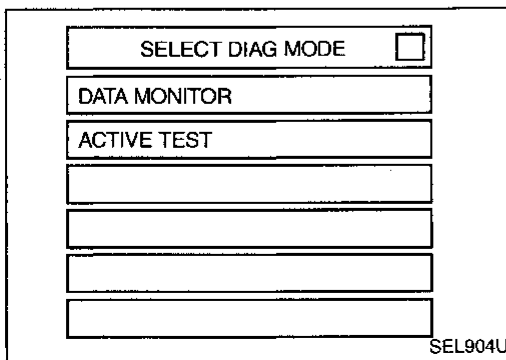 SELECT DIAG MODE
DATA MONITOR
ACTIVE TEST
SEL904U